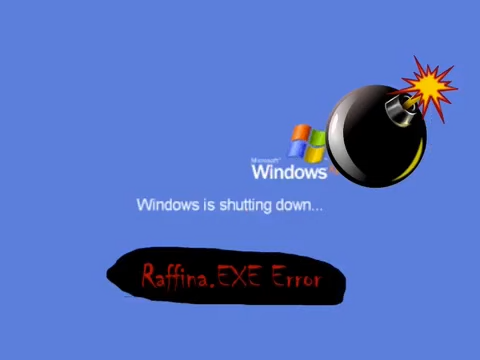 Microsoft
Windows
Windows is shutting down...
Raffina.EXE Error